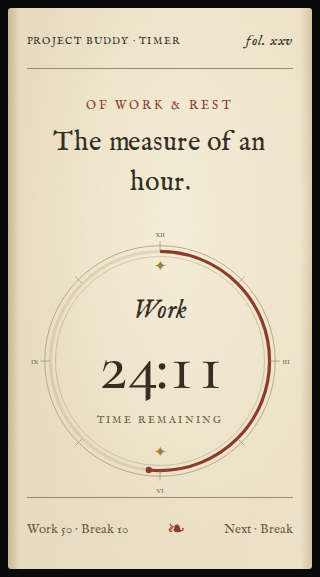 PROJECT BUDDY · TIMER
fol. xxv
OF WORK & REST
The measure of an
hour.
XII
Work
IX
III
24:11
TIME REMAINING
VI
Work 50 · Break 10
Next · Break